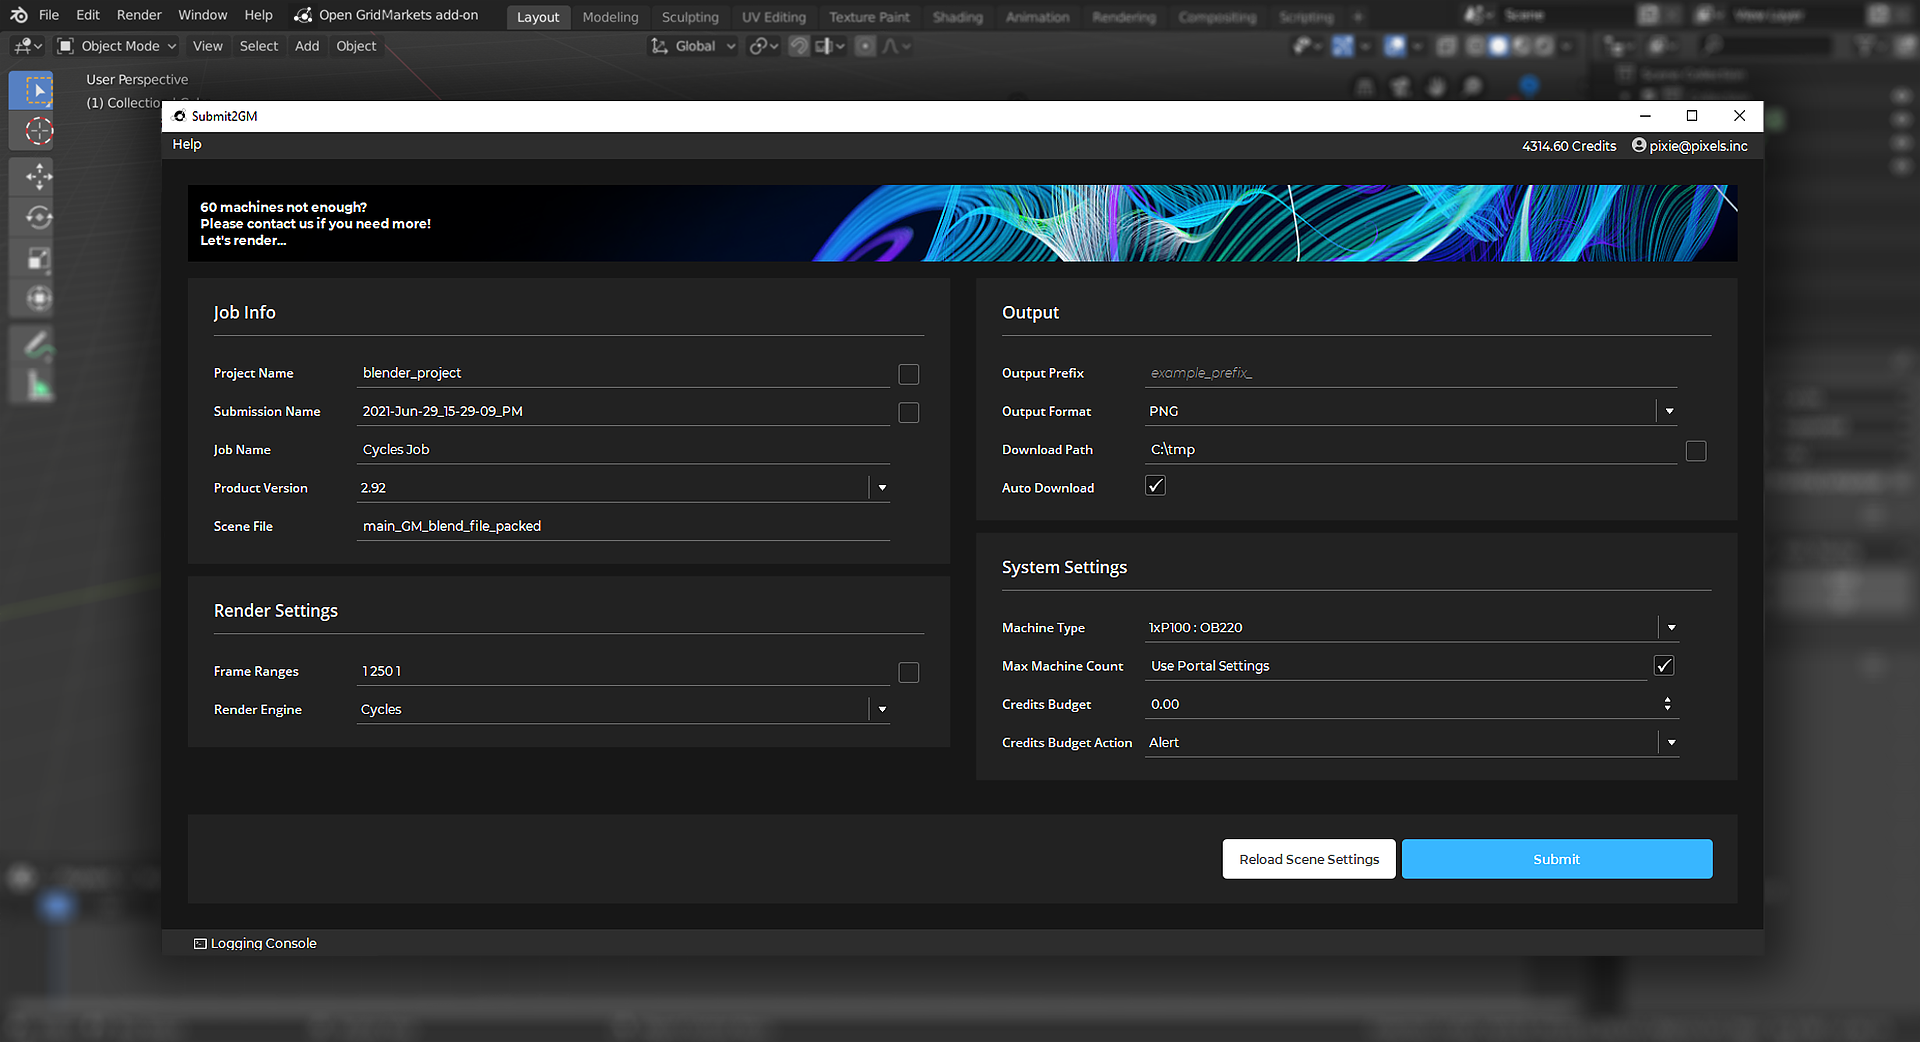 File Edit Render Window Help Open GridMarkets add-on Layout Modeling Sculpting UV Editing Texture Paint Shading Animation Rendering Compositing Scripting + Scene View Layer
Object Mode View Select Add Object Global
User Perspective
(1) Collectio
Scene Collection
Submit2GM
Help 4314.60 Credits pixie@pixels.inc
60 machines not enough?
Please contact us if you need more!
Let's render...
Job Info
Project Name blender_project
Submission Name 2021-Jun-29_15-29-09_PM
Job Name Cycles Job
Product Version 2.92
Scene File main_GM_blend_file_packed
Render Settings
Frame Ranges 1 250 1
Render Engine Cycles
Output
Output Prefix example_prefix_
Output Format PNG
Download Path C:\tmp
Auto Download
System Settings
Machine Type 1xP100 : OB220
Max Machine Count Use Portal Settings
Credits Budget 0.00
Credits Budget Action Alert
Reload Scene Settings Submit
Logging Console